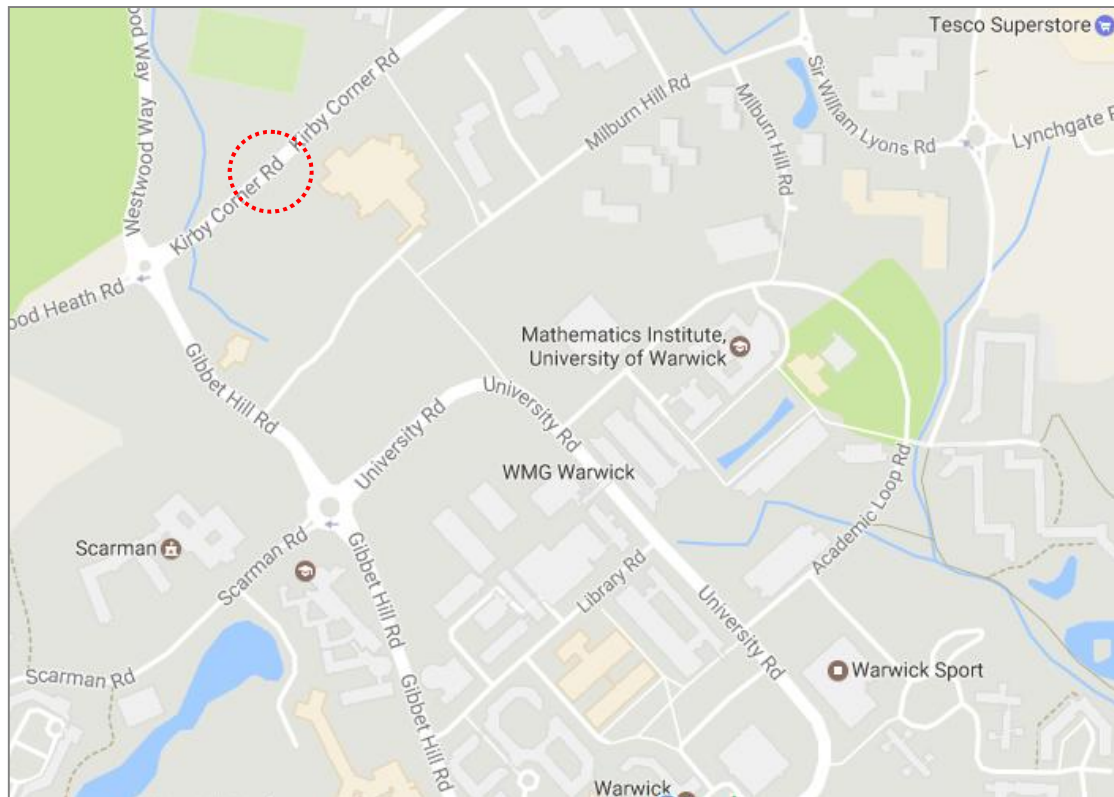 Tesco Superstore
ood Way
Westwood Way
Kirby Corner Rd
Kirby Corner Rd
Milburn Hill Rd
Milburn Hill Rd
Sir William Lyons Rd
Lynchgate R
ood Heath Rd
Gibbet Hill Rd
Mathematics Institute,
University of Warwick
University Rd
University Rd
WMG Warwick
Academic Loop Rd
Scarman
Scarman Rd
Gibbet Hill Rd
Library Rd
University Rd
Scarman Rd
Gibbet Hill Rd
Warwick Sport
Warwick